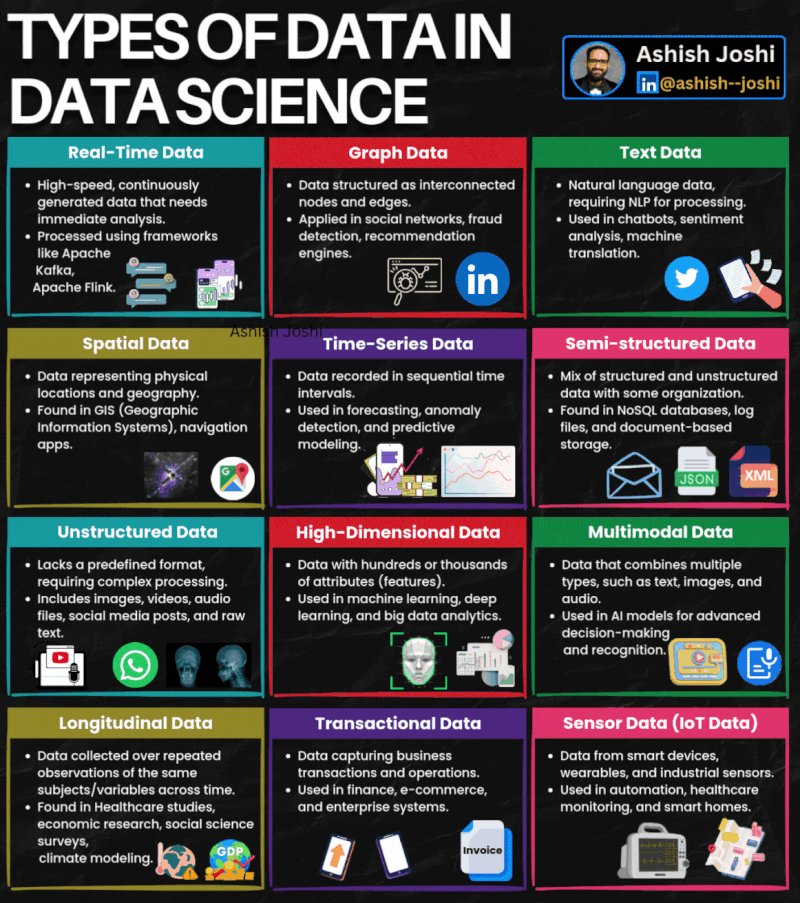 TYPES OF DATA IN
DATA SCIENCE
Ashish Joshi
in @ashish--joshi
Real-Time Data
• High-speed, continuously
generated data that needs
immediate analysis.
• Processed using frameworks
like Apache
Kafka,
Apache Flink.
Graph Data
• Data structured as interconnected
nodes and edges.
• Applied in social networks, fraud
detection, recommendation
engines.
in
Text Data
• Natural language data,
requiring NLP for processing.
• Used in chatbots, sentiment
analysis, machine
translation.
Ashish Joshi
Spatial Data
• Data representing physical
locations and geography.
• Found in GIS (Geographic
Information Systems), navigation
apps.
G
Time-Series Data
• Data recorded in sequential time
intervals.
• Used in forecasting, anomaly
detection, and predictive
modeling.
Semi-structured Data
• Mix of structured and unstructured
data with some organization.
• Found in NoSQL databases, log
files, and document-based
storage.
JSON
XML
Unstructured Data
• Lacks a predefined format,
requiring complex processing.
• Includes images, videos, audio
files, social media posts, and raw
text.
High-Dimensional Data
• Data with hundreds or thousands
of attributes (features).
• Used in machine learning, deep
learning, and big data analytics.
Multimodal Data
• Data that combines multiple
types, such as text, images, and
audio.
• Used in AI models for advanced
decision-making
and recognition.
Longitudinal Data
• Data collected over repeated
observations of the same
subjects/variables across time.
• Found in Healthcare studies,
economic research, social science
surveys,
climate modeling.
GDP
Transactional Data
• Data capturing business
transactions and operations.
• Used in finance, e-commerce,
and enterprise systems.
Invoice
Sensor Data (IoT Data)
• Data from smart devices,
wearables, and industrial sensors.
• Used in automation, healthcare
monitoring, and smart homes.